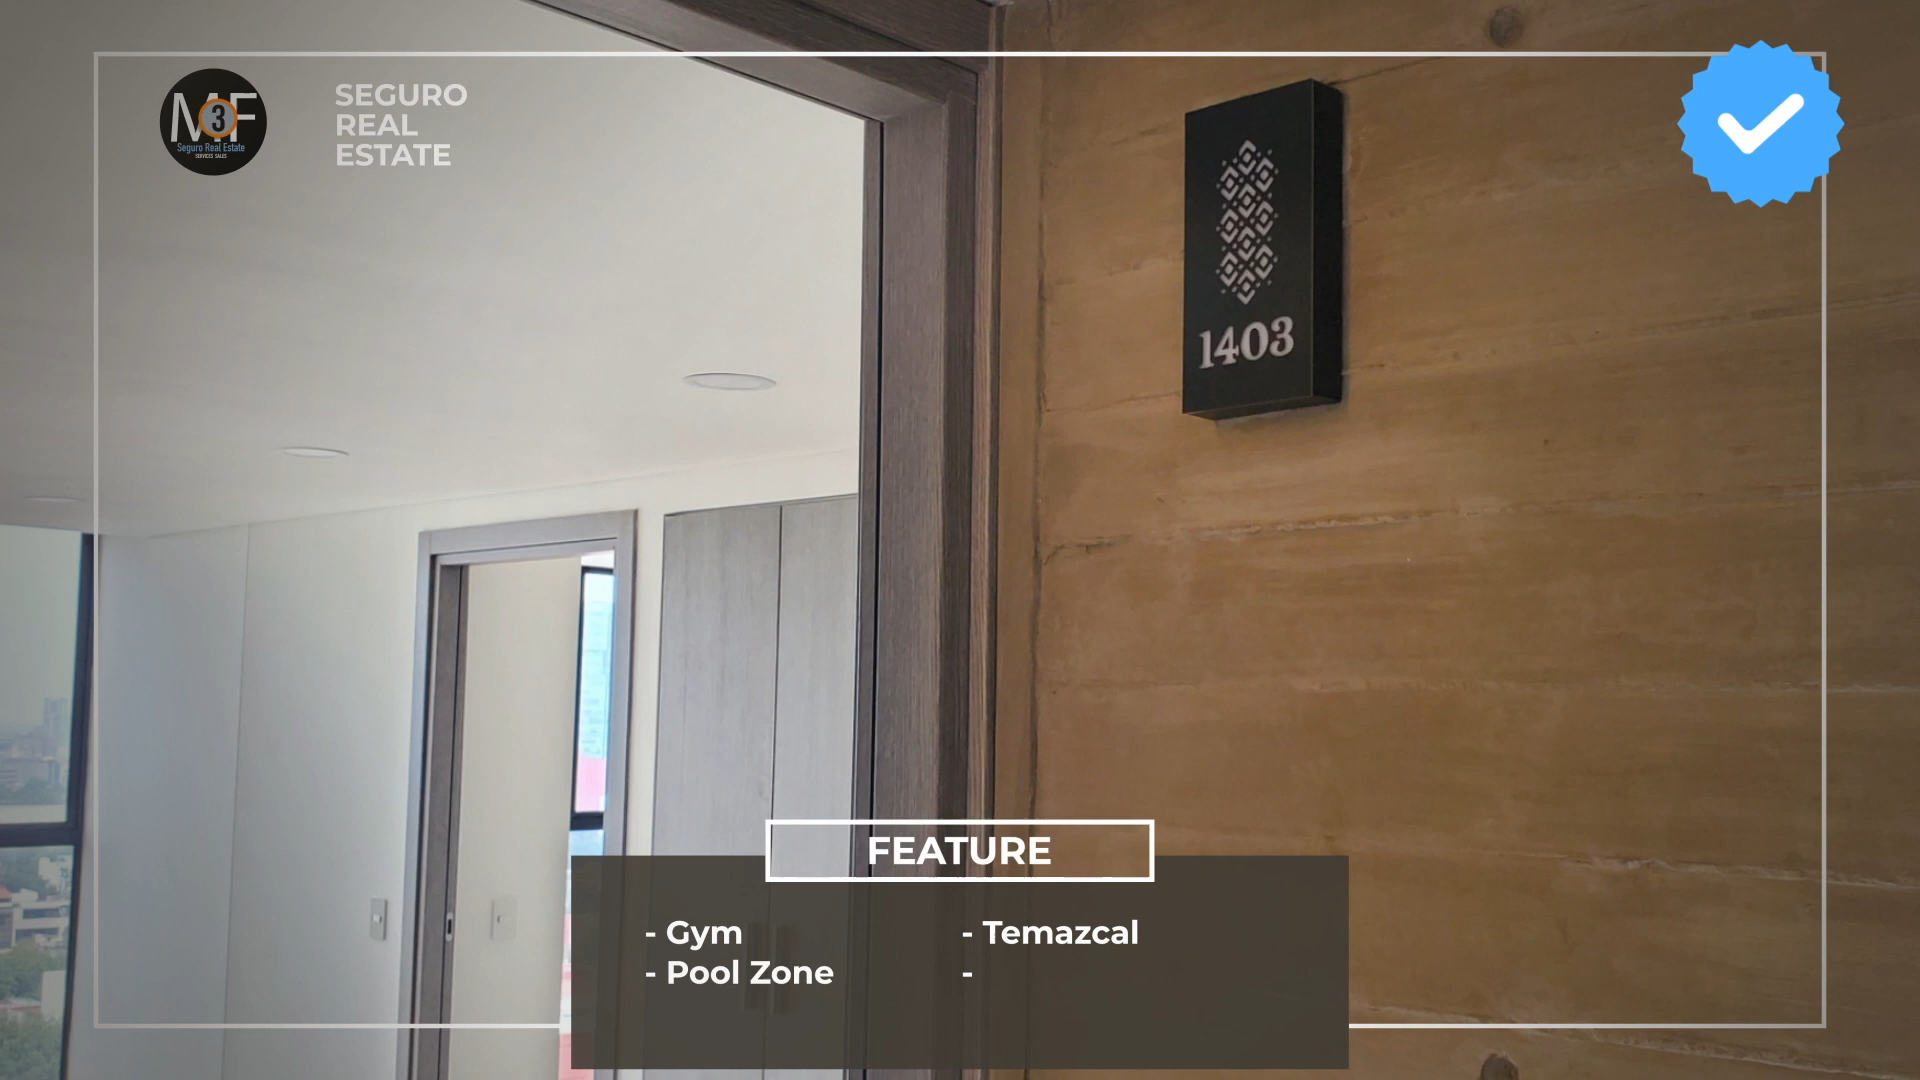 M3F
Seguro Real Estate
SERVICES SALES
SEGURO
REAL
ESTATE
1403
FEATURE
- Gym
- Pool Zone
- Temazcal
-